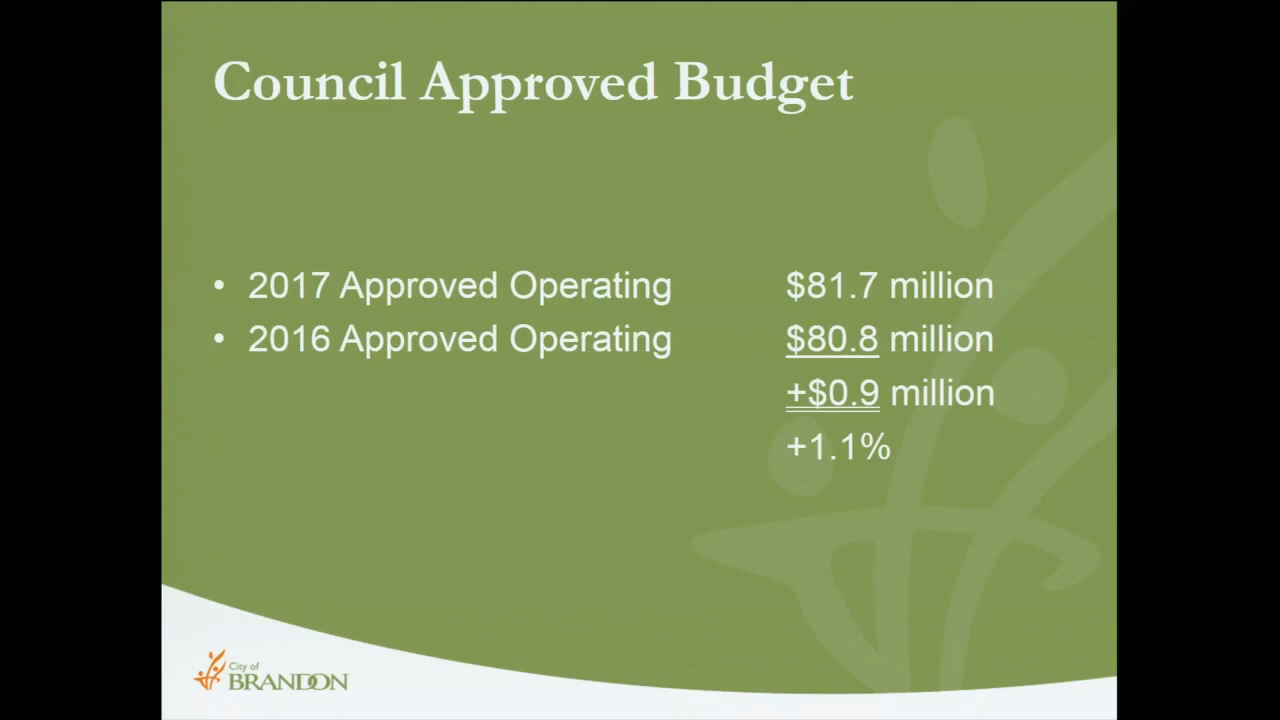 Council Approved Budget
• 2017 Approved Operating $81.7 million
• 2016 Approved Operating $80.8 million
+$0.9 million
+1.1%
City of
BRANDON